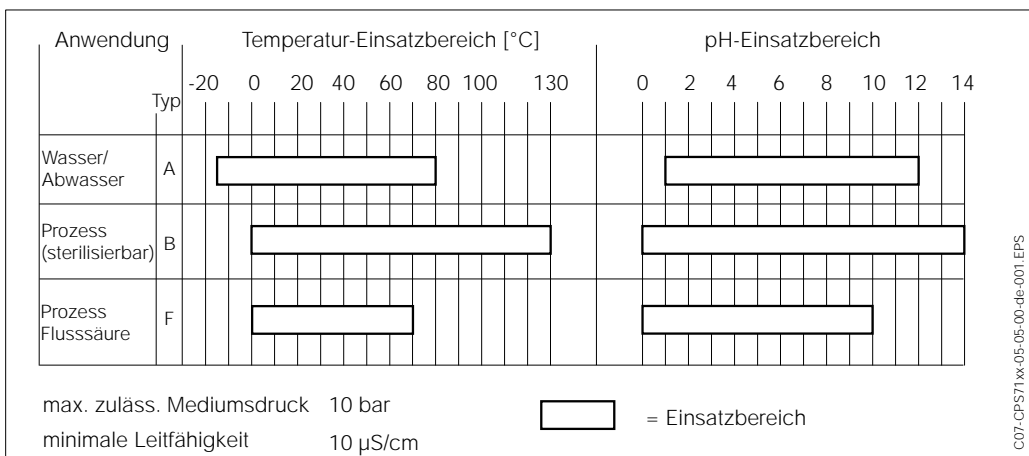 Anwendung Temperatur-Einsatzbereich [°C] pH-Einsatzbereich
Typ -20 0 20 40 60 80 100 130 0 2 4 6 8 10 12 14
Wasser/
Abwasser A
Prozess
(sterilisierbar) B
Prozess
Flusssäure F
max. zuläss. Mediumsdruck 10 bar
= Einsatzbereich
minimale Leitfähigkeit 10 µS/cm
C07-CPS71xx-05-05-00-de-001.EPS